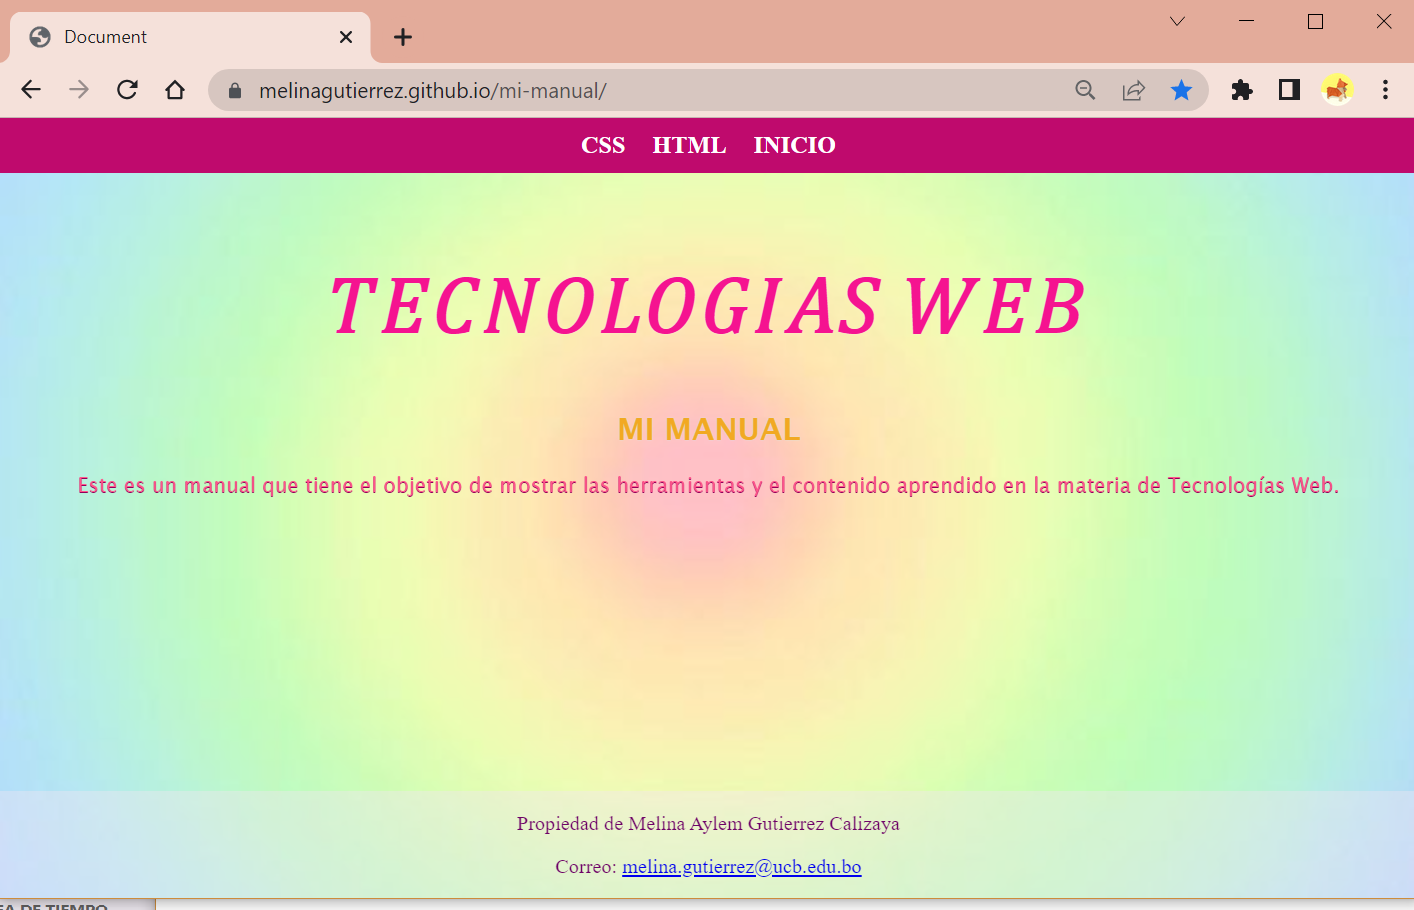 Document
melinagutierrez.github.io/mi-manual/
CSS HTML INICIO
TECNOLOGIAS WEB
MI MANUAL
Este es un manual que tiene el objetivo de mostrar las herramientas y el contenido aprendido en la materia de Tecnologías Web.
Propiedad de Melina Aylem Gutierrez Calizaya
Correo: melina.gutierrez@ucb.edu.bo
DE TIEMPO